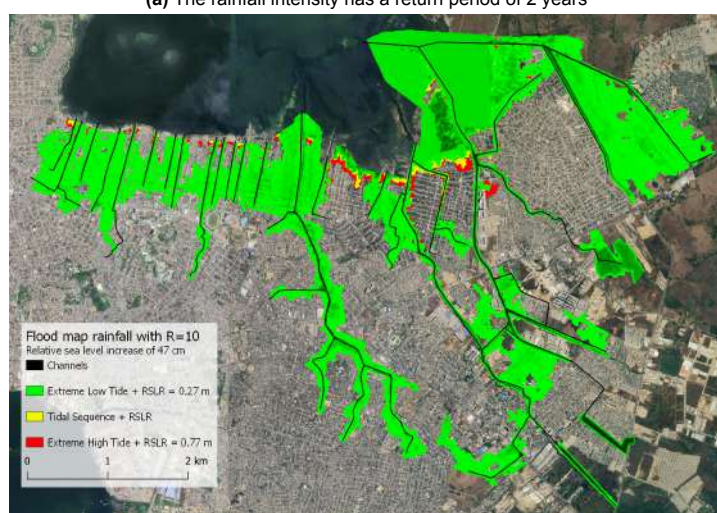 (a) The rainfall intensity has a return period of 2 years
Flood map rainfall with R=10
Relative sea level increase of 47 cm
Channels
Extreme Low Tide + RSLR = 0.27 m
Tidal Sequence + RSLR
Extreme High Tide + RSLR = 0.77 m
0 1 2 km